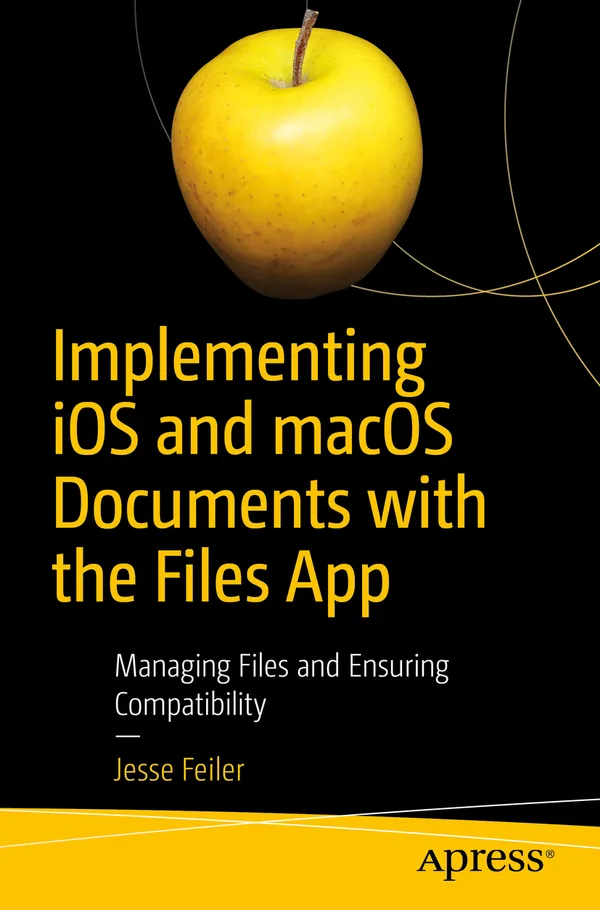 Implementing
iOS and macOS
Documents with
the Files App
Managing Files and Ensuring
Compatibility
Jesse Feiler
Apress®